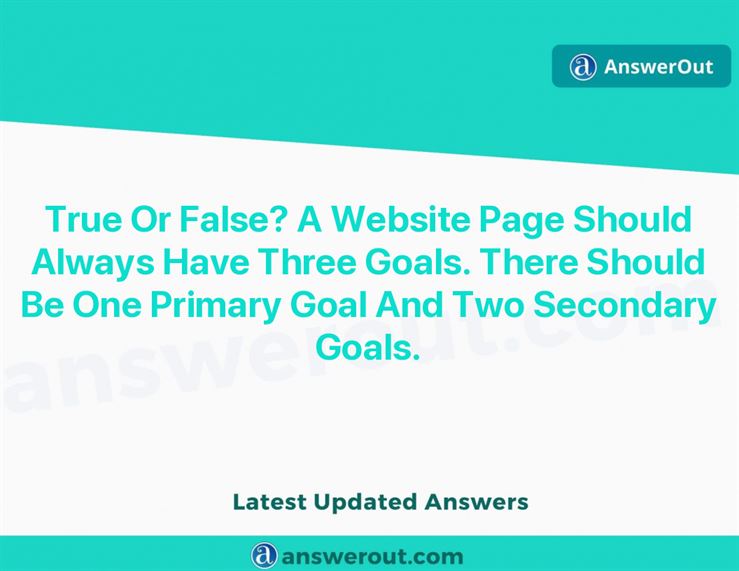 AnswerOut
True Or False? A Website Page Should
Always Have Three Goals. There Should
Be One Primary Goal And Two Secondary
Goals.
answerout.com
Latest Updated Answers
answerout.com